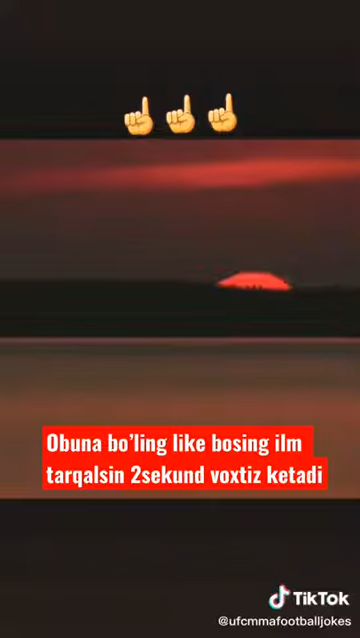 Obuna bo’ling like bosing ilm
tarqalsin 2sekund voxtiz ketadi
TikTok
@ufcmmafootballjokes